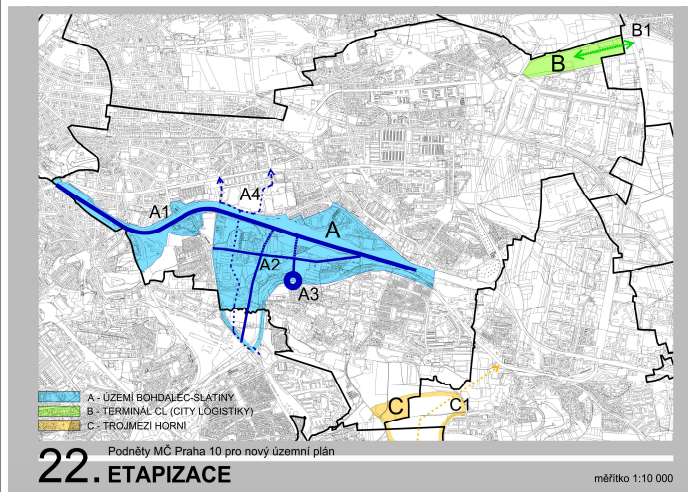 B1
B
A4
A1
A
A2
A3
C
C1
A - ÚZEMÍ BOHDALEC-SLATINY
B - TERMINÁL CL (CITY LOGISTIKY)
C - TROJMEZÍ HORNÍ
22. Podněty MČ Praha 10 pro nový územní plán
ETAPIZACE
měřítko 1:10 000